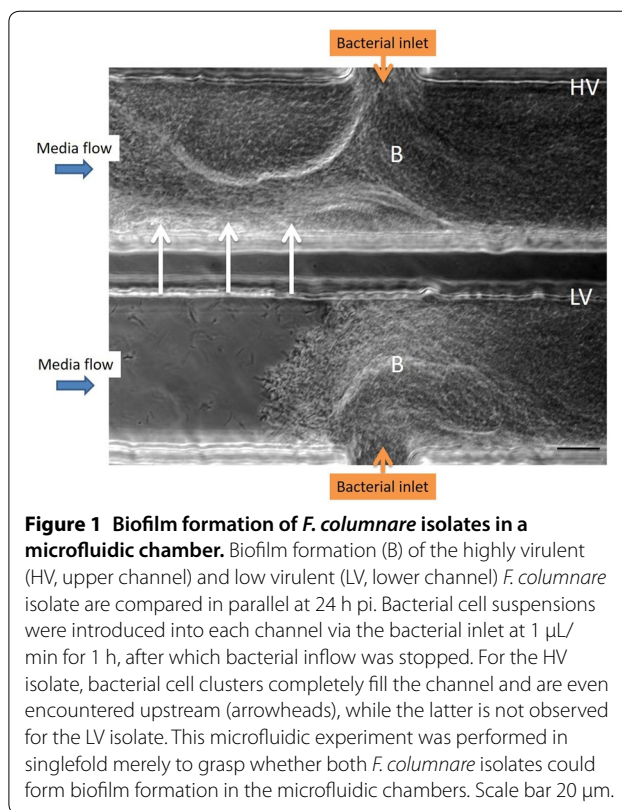 Bacterial inlet
HV
Media flow
B
LV
Media flow
B
Bacterial inlet
Figure 1 Biofilm formation of F. columnare isolates in a
microfluidic chamber. Biofilm formation (B) of the highly virulent
(HV, upper channel) and low virulent (LV, lower channel) F. columnare
isolate are compared in parallel at 24 h pi. Bacterial cell suspensions
were introduced into each channel via the bacterial inlet at 1 µL/
min for 1 h, after which bacterial inflow was stopped. For the HV
isolate, bacterial cell clusters completely fill the channel and are even
encountered upstream (arrowheads), while the latter is not observed
for the LV isolate. This microfluidic experiment was performed in
singlefold merely to grasp whether both F. columnare isolates could
form biofilm formation in the microfluidic chambers. Scale bar 20 µm.